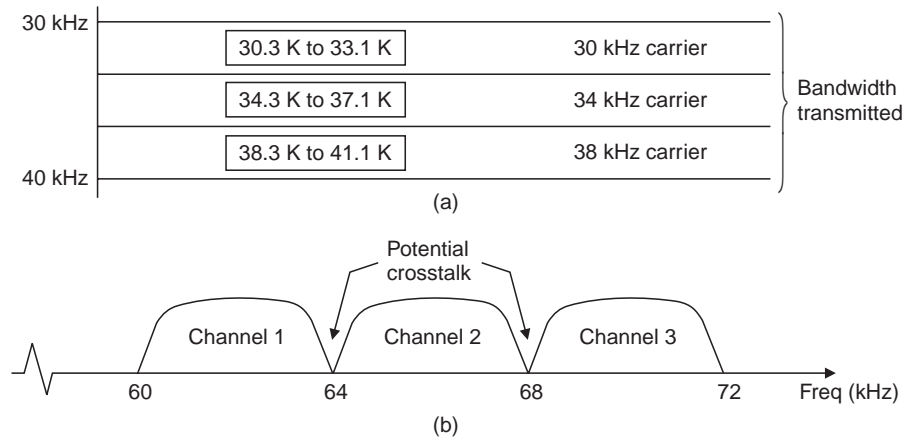 30 kHz
30.3 K to 33.1 K 30 kHz carrier
34.3 K to 37.1 K 34 kHz carrier
Bandwidth
transmitted
38.3 K to 41.1 K 38 kHz carrier
40 kHz
(a)
Potential
crosstalk
Channel 1 Channel 2 Channel 3
60 64 68 72 Freq (kHz)
(b)